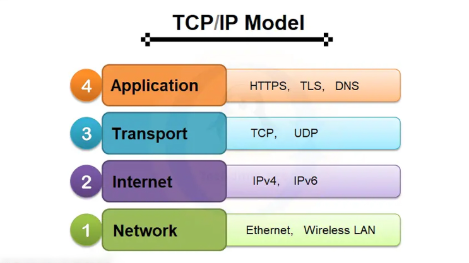 TCP/IP Model
4 Application HTTPS, TLS, DNS
3 Transport TCP, UDP
2 Internet IPv4, IPv6
1 Network Ethernet, Wireless LAN